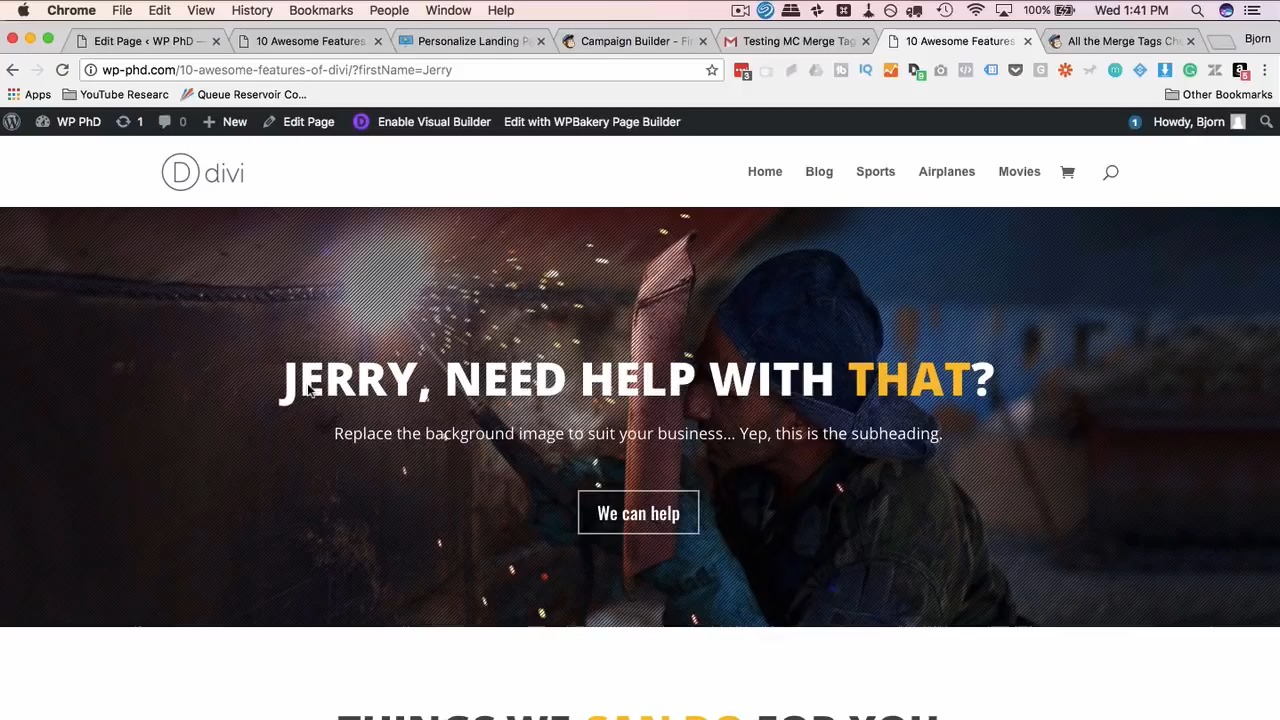 Chrome File Edit View History Bookmarks People Window Help 100% Wed 1:41 PM
Edit Page ‹ WP PhD — × 10 Awesome Features × Personalize Landing P × Campaign Builder - Fi × Testing MC Merge Tag × 10 Awesome Features × All the Merge Tags Ch × Bjorn
wp-phd.com/10-awesome-features-of-divi/?firstName=Jerry
Apps YouTube Researc Queue Reservoir Co... Other Bookmarks
WP PhD 1 0 + New Edit Page Enable Visual Builder Edit with WPBakery Page Builder 1 Howdy, Bjorn
D divi Home Blog Sports Airplanes Movies
JERRY, NEED HELP WITH THAT?
Replace the background image to suit your business... Yep, this is the subheading.
We can help
THINGS WE CAN DO FOR YOU